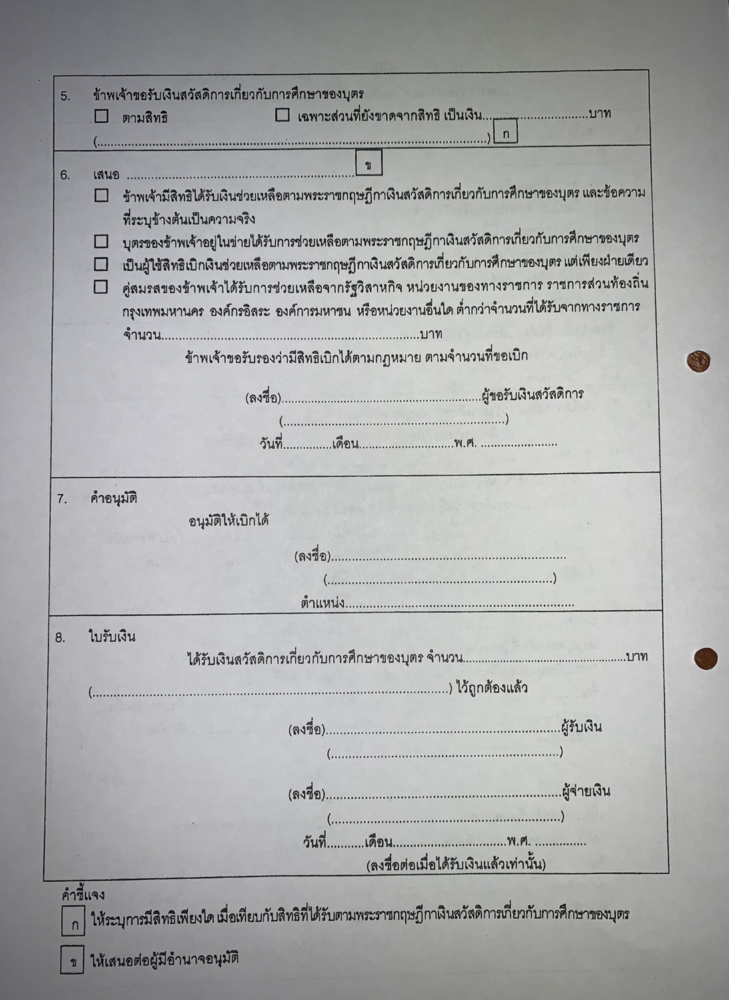 5. ข้าพเจ้าขอรับเงินสวัสดิการเกี่ยวกับการศึกษาของบุตร
☐ ตามสิทธิ ☐ เฉพาะส่วนที่ยังขาดจากสิทธิ เป็นเงิน..............................บาท
(....................................................................................................) ก
6. เสนอ ............................................................ ข
☐ ข้าพเจ้ามีสิทธิได้รับเงินช่วยเหลือตามพระราชกฤษฎีกาเงินสวัสดิการเกี่ยวกับการศึกษาของบุตร และข้อความ
ที่ระบุข้างต้นเป็นความจริง
☐ บุตรของข้าพเจ้าอยู่ในข่ายได้รับการช่วยเหลือตามพระราชกฤษฎีกาเงินสวัสดิการเกี่ยวกับการศึกษาของบุตร
☐ เป็นผู้ใช้สิทธิเบิกเงินช่วยเหลือตามพระราชกฤษฎีกาเงินสวัสดิการเกี่ยวกับการศึกษาของบุตร แต่เพียงฝ่ายเดียว
☐ คู่สมรสของข้าพเจ้าได้รับการช่วยเหลือจากรัฐวิสาหกิจ หน่วยงานของทางราชการ ราชการส่วนท้องถิ่น
กรุงเทพมหานคร องค์กรอิสระ องค์การมหาชน หรือหน่วยงานอื่นใด ต่ำกว่าจำนวนที่ได้รับจากทางราชการ
จำนวน....................................................................บาท
ข้าพเจ้าขอรับรองว่ามีสิทธิเบิกได้ตามกฎหมาย ตามจำนวนที่ขอเบิก
(ลงชื่อ).....................................................ผู้ขอรับเงินสวัสดิการ
(..........................................................)
วันที่.............เดือน.........................พ.ศ. .....................
7. คำอนุมัติ
อนุมัติให้เบิกได้
(ลงชื่อ)..............................................................
(..........................................................)
ตำแหน่ง............................................................
8. ใบรับเงิน
ได้รับเงินสวัสดิการเกี่ยวกับการศึกษาของบุตร จำนวน...........................................บาท
(..............................................................................................) ไว้ถูกต้องแล้ว
(ลงชื่อ)..............................................................ผู้รับเงิน
(............................................................)
(ลงชื่อ)..............................................................ผู้จ่ายเงิน
(............................................................)
วันที่..........เดือน..............................พ.ศ. ..............
(ลงชื่อต่อเมื่อได้รับเงินแล้วเท่านั้น)
คำชี้แจง
ก ให้ระบุการมีสิทธิเพียงใด เมื่อเทียบกับสิทธิที่ได้รับตามพระราชกฤษฎีกาเงินสวัสดิการเกี่ยวกับการศึกษาของบุตร
ข ให้เสนอต่อผู้มีอำนาจอนุมัติ